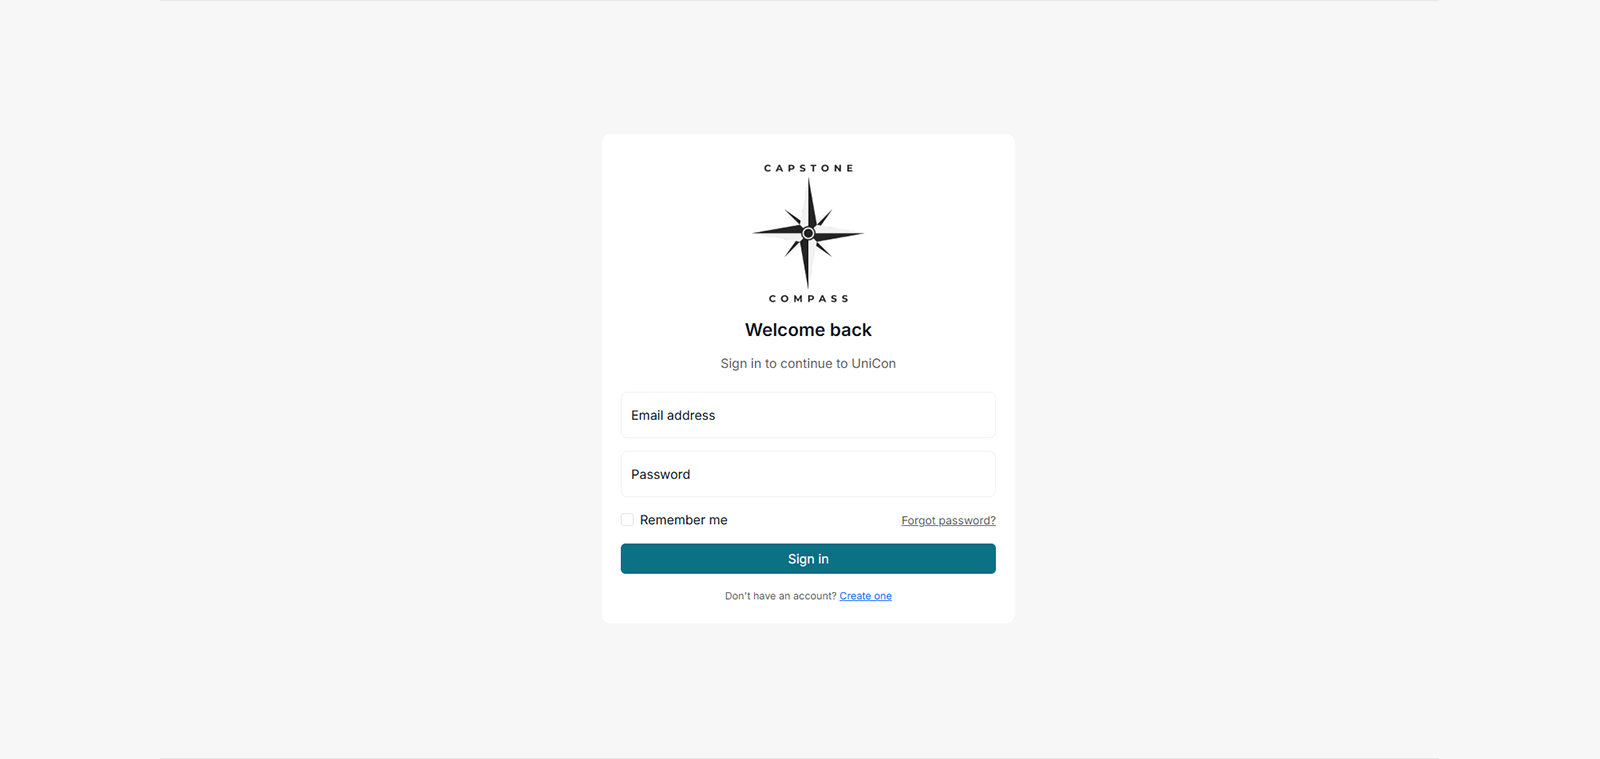 CAPSTONE
COMPASS
Welcome back
Sign in to continue to UniCon
Email address
Password
Remember me
Forgot password?
Sign in
Don't have an account? Create one